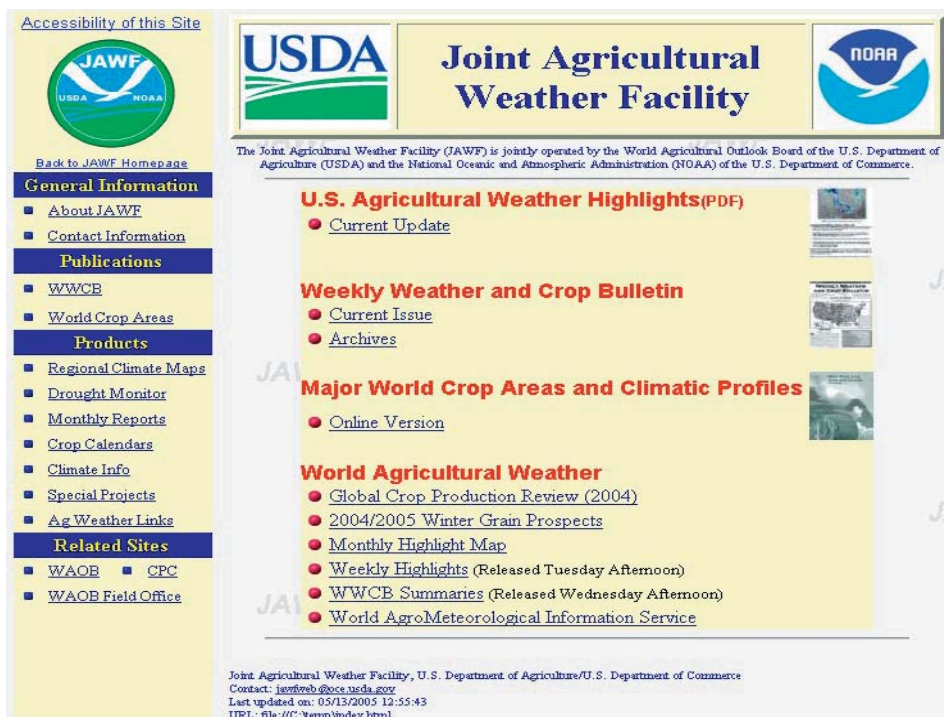 Accessibility of this Site
JAWF
USDA NOAA
Back to JAWF Homepage
General Information
About JAWF
Contact Information
Publications
WWCB
World Crop Areas
Products
Regional Climate Maps
Drought Monitor
Monthly Reports
Crop Calendars
Climate Info
Special Projects
Ag Weather Links
Related Sites
WAOB CPC
WAOB Field Office
USDA
Joint Agricultural
Weather Facility
NOAA
The Joint Agricultural Weather Facility (JAWF) is jointly operated by the World Agricultural Outlook Board of the U.S. Department of
Agriculture (USDA) and the National Oceanic and Atmospheric Administration (NOAA) of the U.S. Department of Commerce.
U.S. Agricultural Weather Highlights(PDF)
Current Update
Weekly Weather and Crop Bulletin
Current Issue
Archives
Major World Crop Areas and Climatic Profiles
Online Version
World Agricultural Weather
Global Crop Production Review (2004)
2004/2005 Winter Grain Prospects
Monthly Highlight Map
Weekly Highlights (Released Tuesday Afternoon)
WWCB Summaries (Released Wednesday Afternoon)
World AgroMeteorological Information Service
Joint Agricultural Weather Facility, U.S. Department of Agriculture/U.S. Department of Commerce
Contact: jawfweb@oce.usda.gov
Last updated on: 05/13/2005 12:55:43
URL: file://C:\temp\index.html